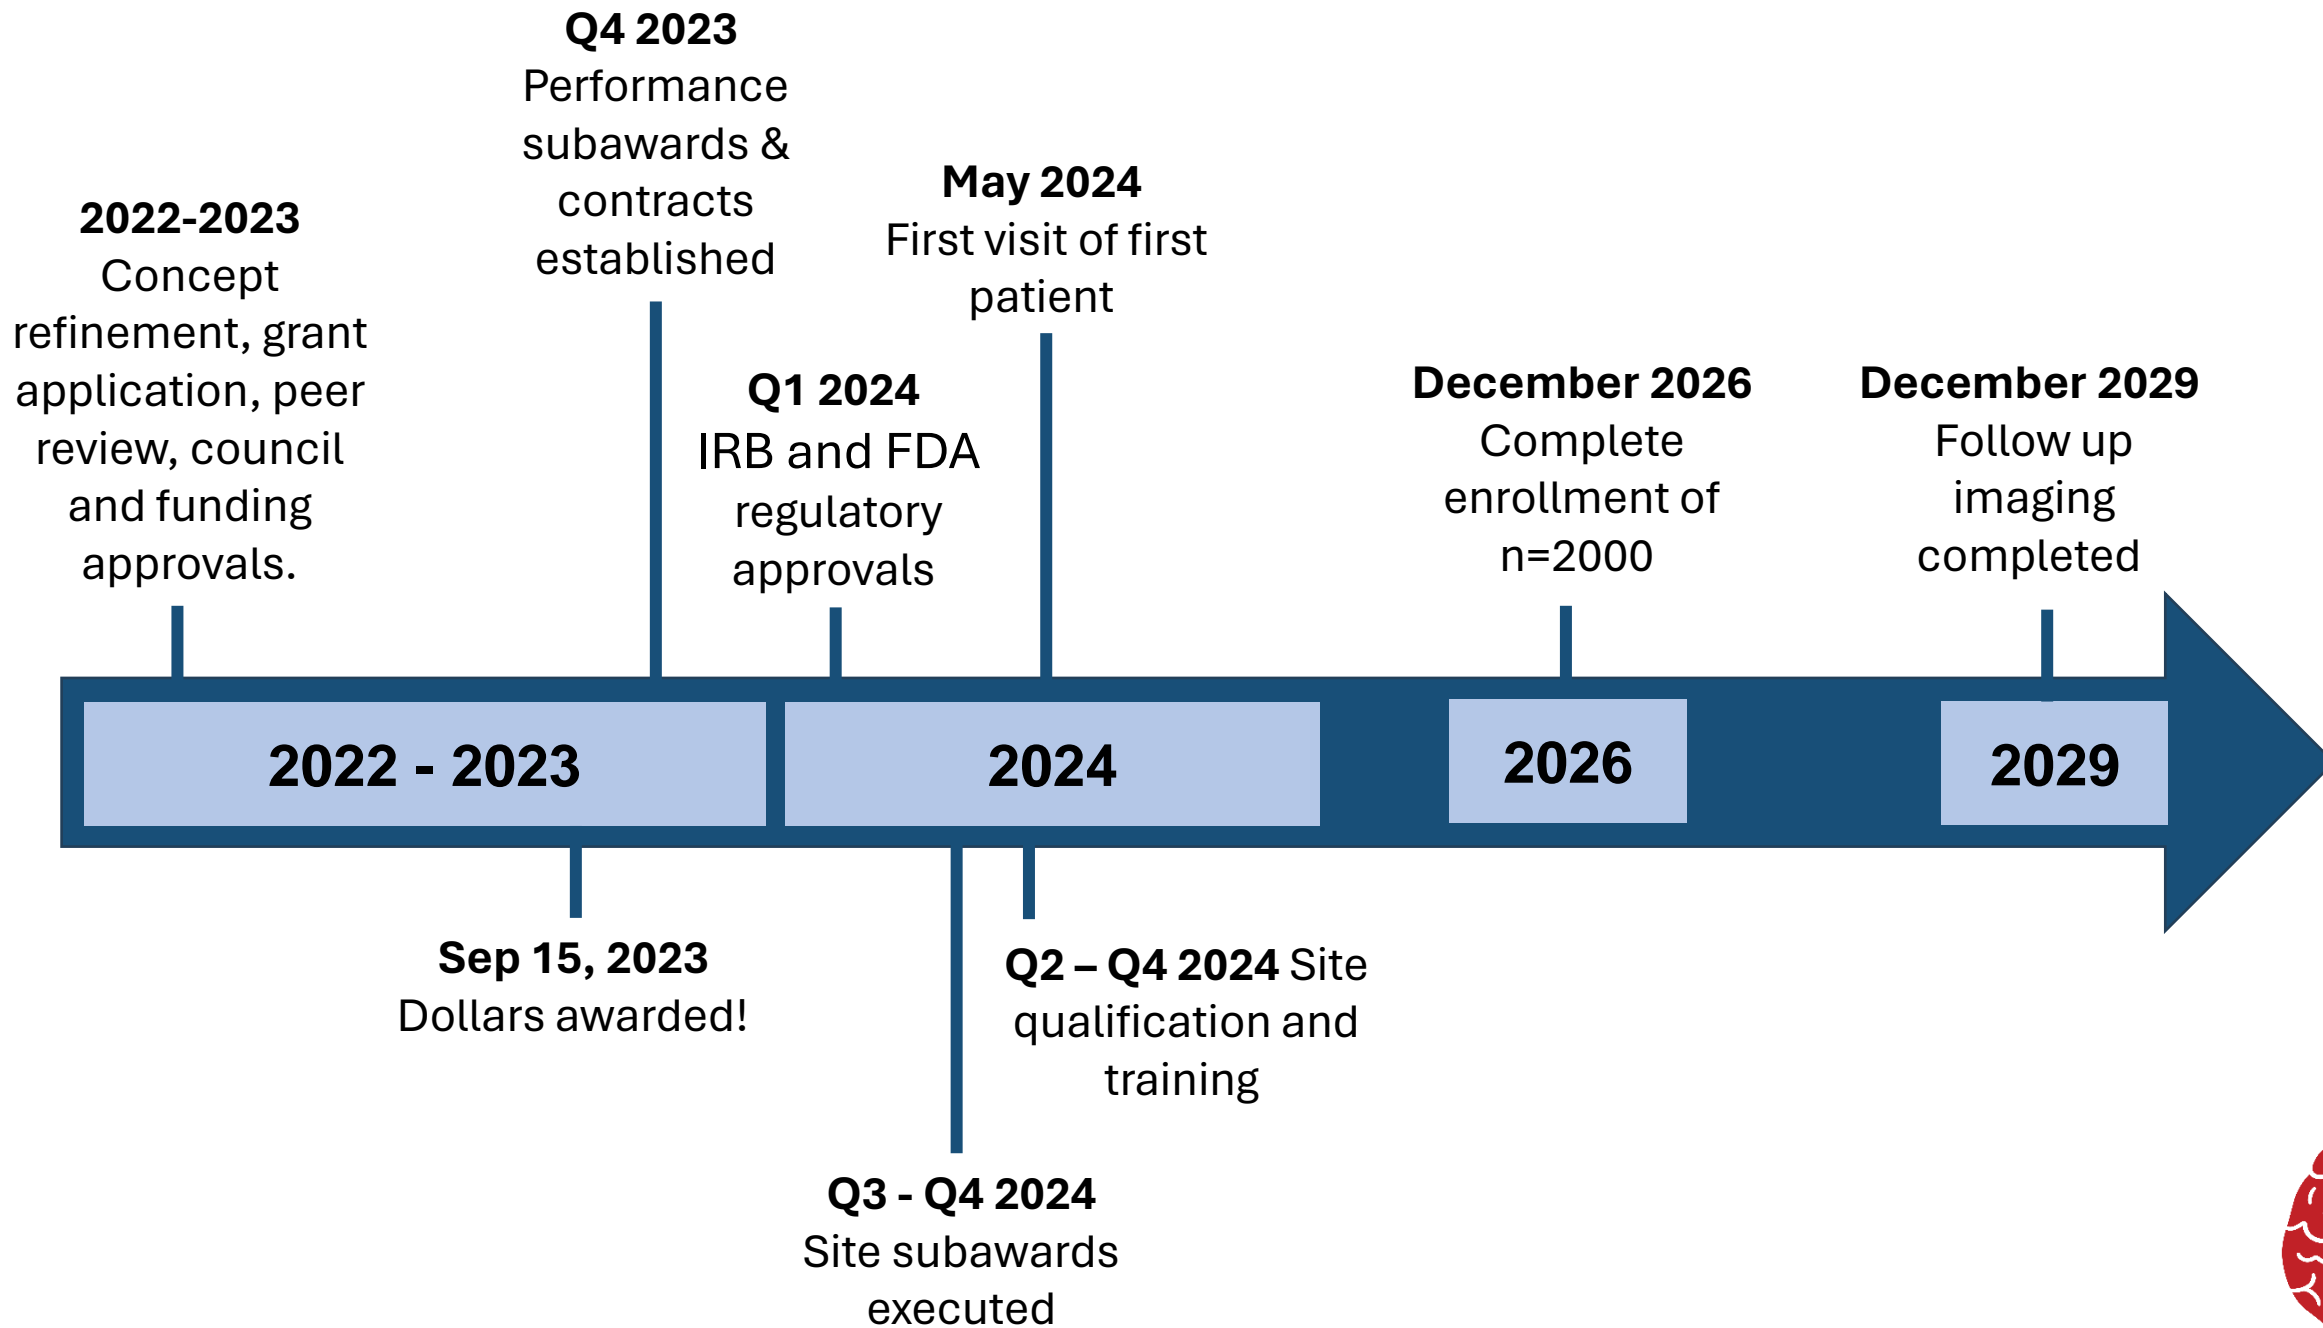 Q4 2023
Performance
subawards &
contracts
established
2022-2023
Concept
refinement, grant
application, peer
review, council
and funding
approvals.
May 2024
First visit of first
patient
Q1 2024
IRB and FDA
regulatory
approvals
December 2026
Complete
enrollment of
n=2000
December 2029
Follow up
imaging
completed
2022 - 2023
2024
2026
2029
Sep 15, 2023
Dollars awarded!
Q2 – Q4 2024 Site
qualification and
training
Q3 - Q4 2024
Site subawards
executed